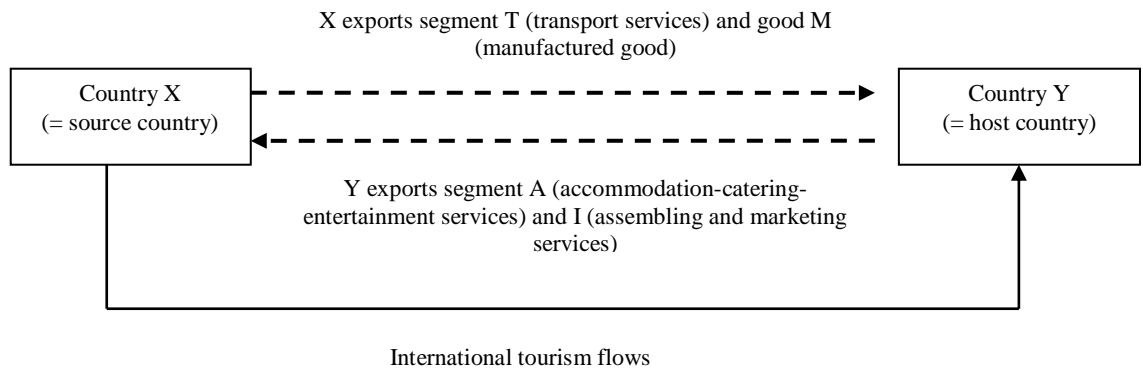 X exports segment T (transport services) and good M
(manufactured good)
Country X
(= source country)
Country Y
(= host country)
Y exports segment A (accommodation-catering-
entertainment services) and I (assembling and marketing
services)
International tourism flows